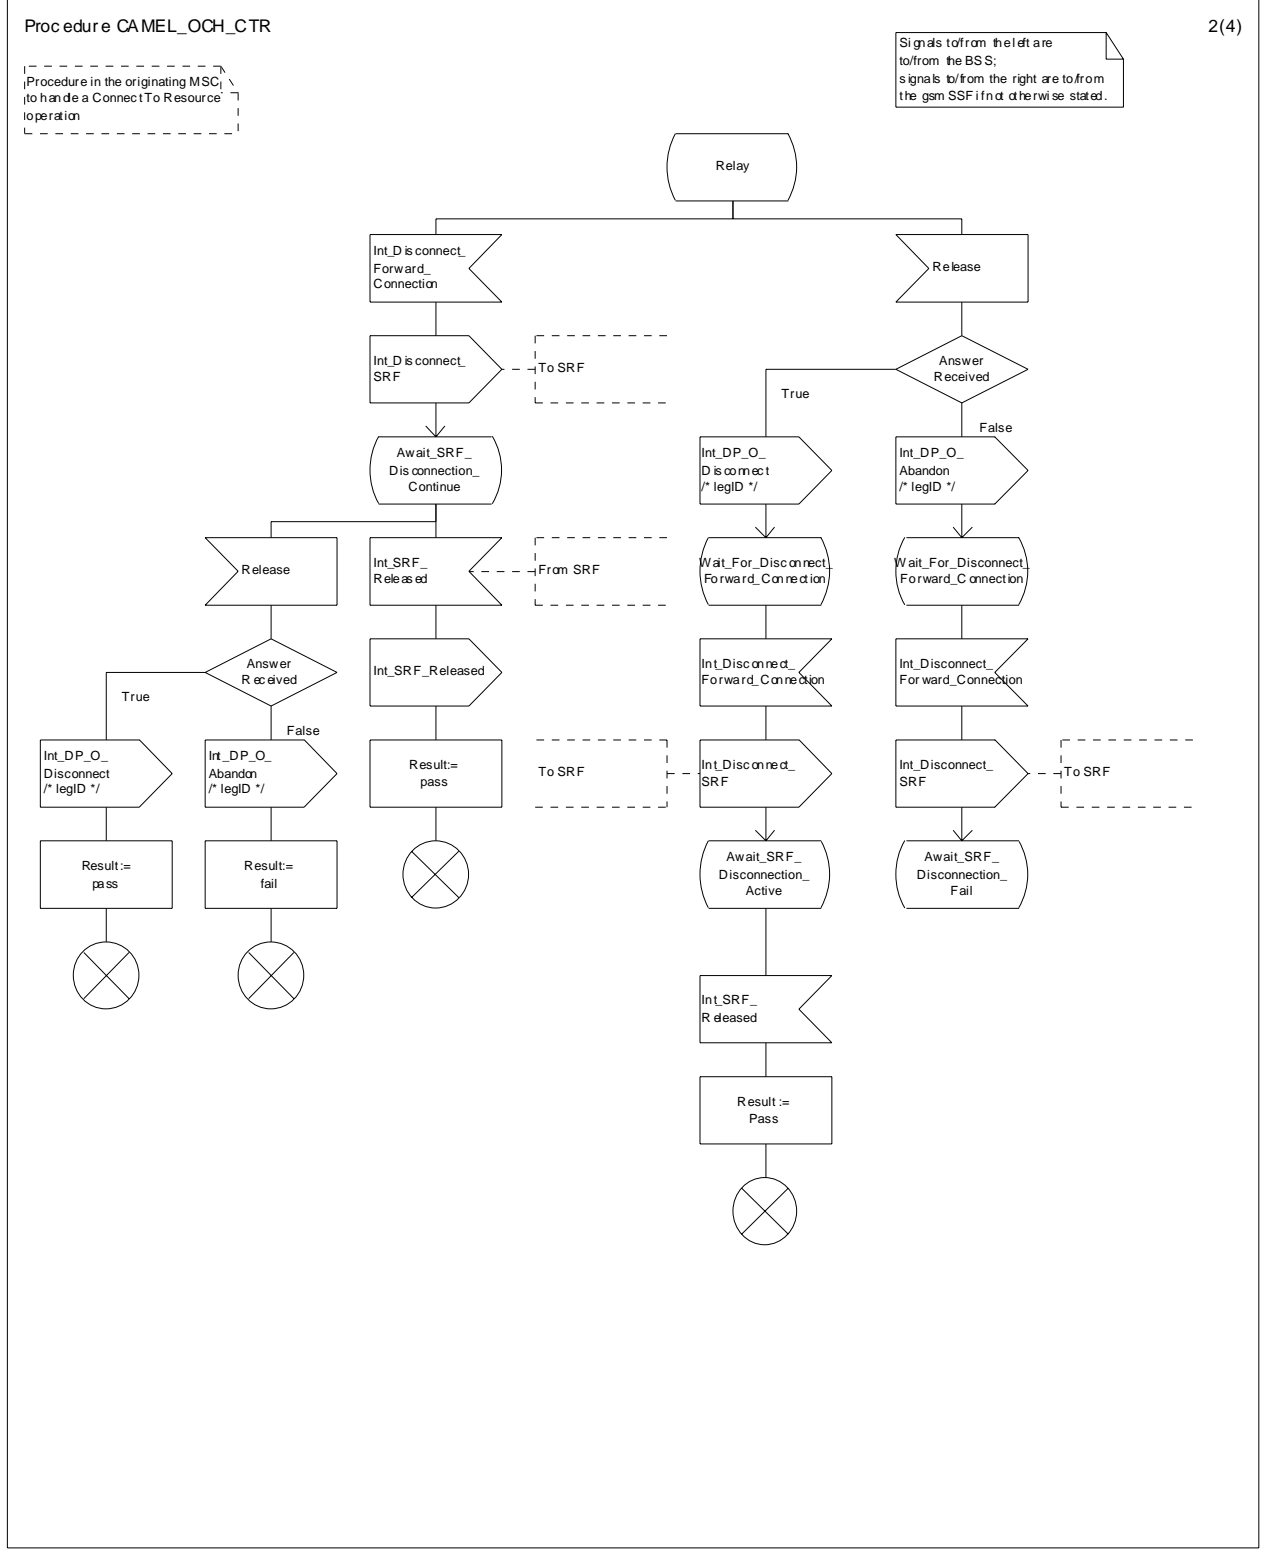 Procedure CAMEL_OCH_CTR
2(4)
Procedure in the originating MSC
to handle a Connect To Resource
operation
Signals to/from the left are
to/from the BSS;
signals to/from the right are to/from
the gsmSSF if not otherwise stated.
Relay
Int_Disconnect_
Forward_
Connection
Release
Int_Disconnect_
SRF
To SRF
Answer
Received
True
False
Await_SRF_
Disconnection_
Continue
Int_DP_O_
Disconnect
/* legID */
Int_DP_O_
Abandon
/* legID */
Release
Int_SRF_
Released
From SRF
Wait_For_Disconnect_
Forward_Connection
Wait_For_Disconnect_
Forward_Connection
Answer
Received
True
False
Int_SRF_Released
Int_Disconnect_
Forward_Connection
Int_Disconnect_
Forward_Connection
Int_DP_O_
Disconnect
/* legID */
Int_DP_O_
Abandon
/* legID */
Result:=
pass
To SRF
Int_Disconnect_
SRF
Int_Disconnect_
SRF
To SRF
Result:=
pass
Result:=
fail
Await_SRF_
Disconnection_
Active
Await_SRF_
Disconnection_
Fail
Int_SRF_
Released
Result:=
Pass